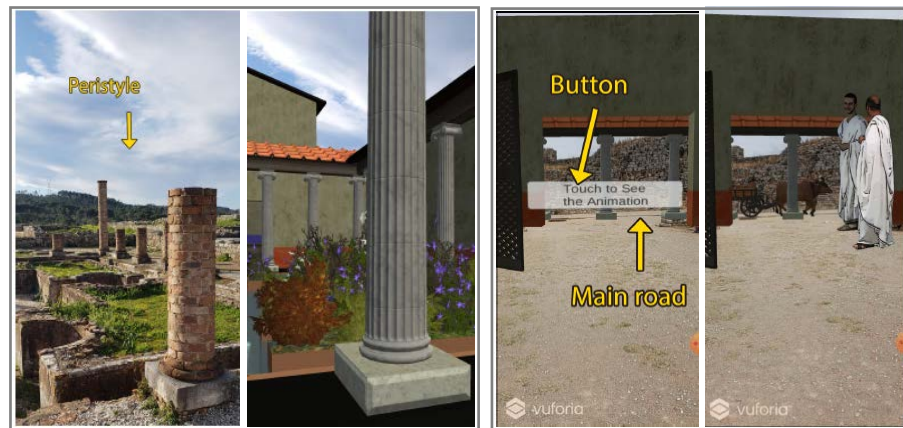 Peristyle
Button
Touch to See
the Animation
Main road
vuforia
vuforia